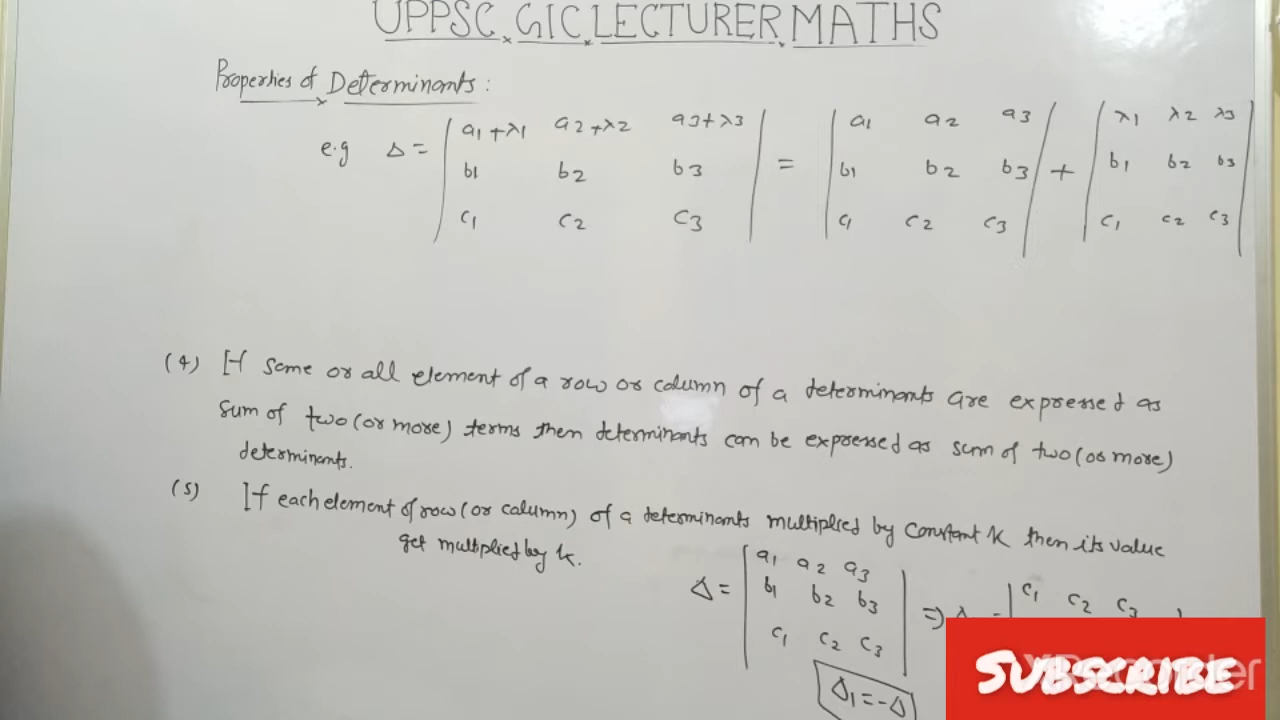 UPPSC GIC LECTURER MATHS
Properties of Determinants :
e.g Δ = | a1+λ1 a2+λ2 a3+λ3 | = | a1 a2 a3 | + | λ1 λ2 λ3 |
| b1 b2 b3 | | b1 b2 b3 | | b1 b2 b3 |
| c1 c2 c3 | | c1 c2 c3 | | c1 c2 c3 |
(4) If some or all element of a row or column of a determinants are expressed as
sum of two (or more) terms then determinants can be expressed as sum of two (or more)
determinants.
(5) If each element of row (or column) of a determinants multiplied by constant K then its value
get multiplied by k.
Δ = | a1 a2 a3 |
| b1 b2 b3 | ⇒ | c1 c2 c3
| c1 c2 c3 |
Δ1 = -Δ
SUBSCRIBE